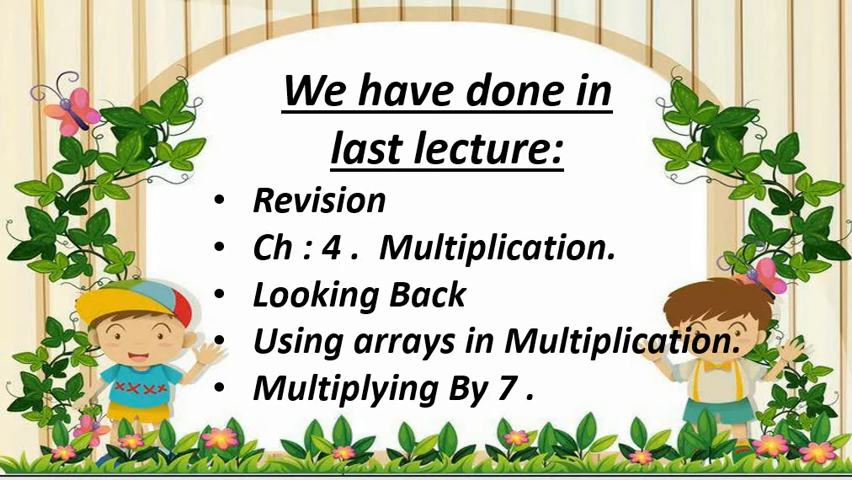 We have done in
last lecture:
• Revision
• Ch : 4 .  Multiplication.
• Looking Back
• Using arrays in Multiplication.
• Multiplying By 7 .